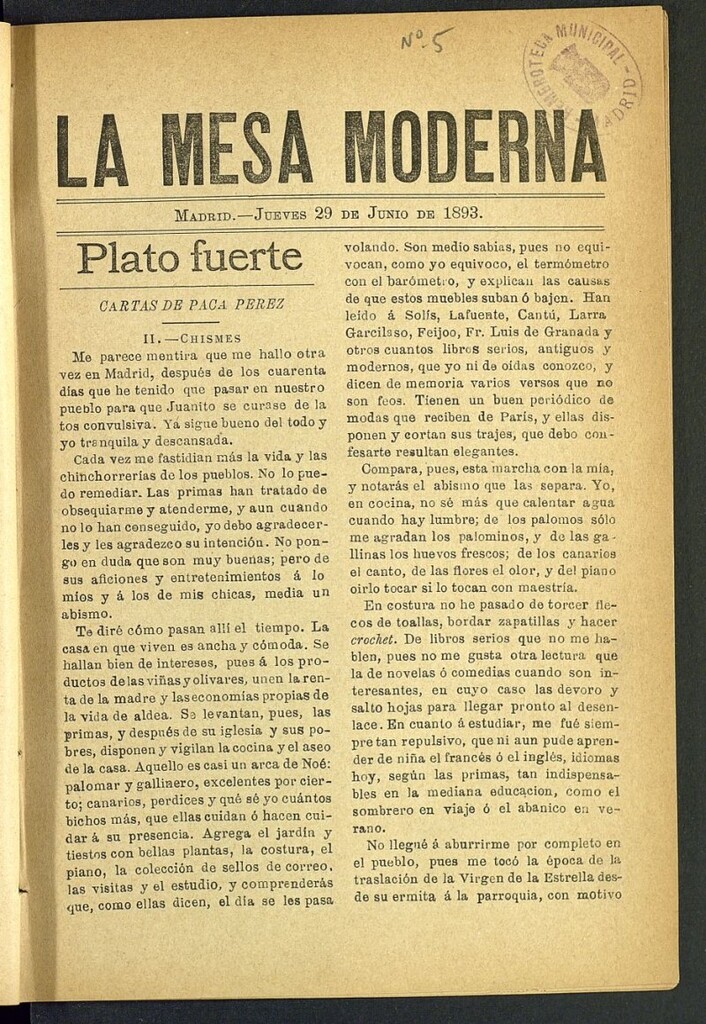 Nº 5
HEMEROTECA MUNICIPAL - MADRID
LA MESA MODERNA
MADRID.—JUEVES 29 DE JUNIO DE 1893.
Plato fuerte
CARTAS DE PACA PEREZ
II.—CHISMES
Me parece mentira que me hallo otra
vez en Madrid, después de los cuarenta
días que he tenido que pasar en nuestro
pueblo para que Juanito se curase de la
tos convulsiva. Ya sigue bueno del todo y
yo tranquila y descansada.
Cada vez me fastidian más la vida y las
chinchorrerías de los pueblos. No lo pue-
do remediar. Las primas han tratado de
obsequiarme y atenderme, y aun cuando
no lo han conseguido, yo debo agradecer-
les y les agradezco su intención. No pon-
go en duda que son muy buenas; pero de
sus aficiones y entretenimientos á lo
míos y á los de mis chicas, media un
abismo.
Te diré cómo pasan allí el tiempo. La
casa en que viven es ancha y cómoda. Se
hallan bien de intereses, pues á los pro-
ductos de las viñas y olivares, unen la ren-
ta de la madre y las economías propias de
la vida de aldea. Se levantan, pues, las
primas, y después de su iglesia y sus po-
bres, disponen y vigilan la cocina y el aseo
de la casa. Aquello es casi un arca de Noé:
palomar y gallinero, excelentes por cier-
to; canarios, perdices y qué sé yo cuántos
bichos más, que ellas cuidan ó hacen cui-
dar á su presencia. Agrega el jardín y
tiestos con bellas plantas, la costura, el
piano, la colección de sellos de correo,
las visitas y el estudio, y comprenderás
que, como ellas dicen, el día se les pasa
volando. Son medio sabias, pues no equi-
vocan, como yo equivoco, el termómetro
con el barómetro, y explican las causas
de que estos muebles suban ó bajen. Han
leído á Solís, Lafuente, Cantú, Larra
Garcilaso, Feijoo, Fr. Luis de Granada y
otros cuantos libros serios, antiguos y
modernos, que yo ni de oídas conozco, y
dicen de memoria varios versos que no
son feos. Tienen un buen periódico de
modas que reciben de París, y ellas dis-
ponen y cortan sus trajes, que debo con-
fesarte resultan elegantes.
Compara, pues, esta marcha con la mía,
y notarás el abismo que las separa. Yo,
en cocina, no sé más que calentar agua
cuando hay lumbre; de los palomos sólo
me agradan los palominos, y de las ga-
llinas los huevos frescos; de los canarios
el canto, de las flores el olor, y del piano
oirlo tocar si lo tocan con maestría.
En costura no he pasado de torcer fle-
cos de toallas, bordar zapatillas y hacer
crochet. De libros serios que no me ha-
blen, pues no me gusta otra lectura que
la de novelas ó comedias cuando son in-
teresantes, en cuyo caso las devoro y
salto hojas para llegar pronto al desen-
lace. En cuanto á estudiar, me fué siem-
pre tan repulsivo, que ni aun pude apren-
der de niña el francés ó el inglés, idiomas
hoy, según las primas, tan indispensa-
bles en la mediana educacion, como el
sombrero en viaje ó el abanico en ve-
rano.
No llegné á aburrirme por completo en
el pueblo, pues me tocó la época de la
traslación de la Virgen de la Estrella des-
de su ermita á la parroquia, con motivo